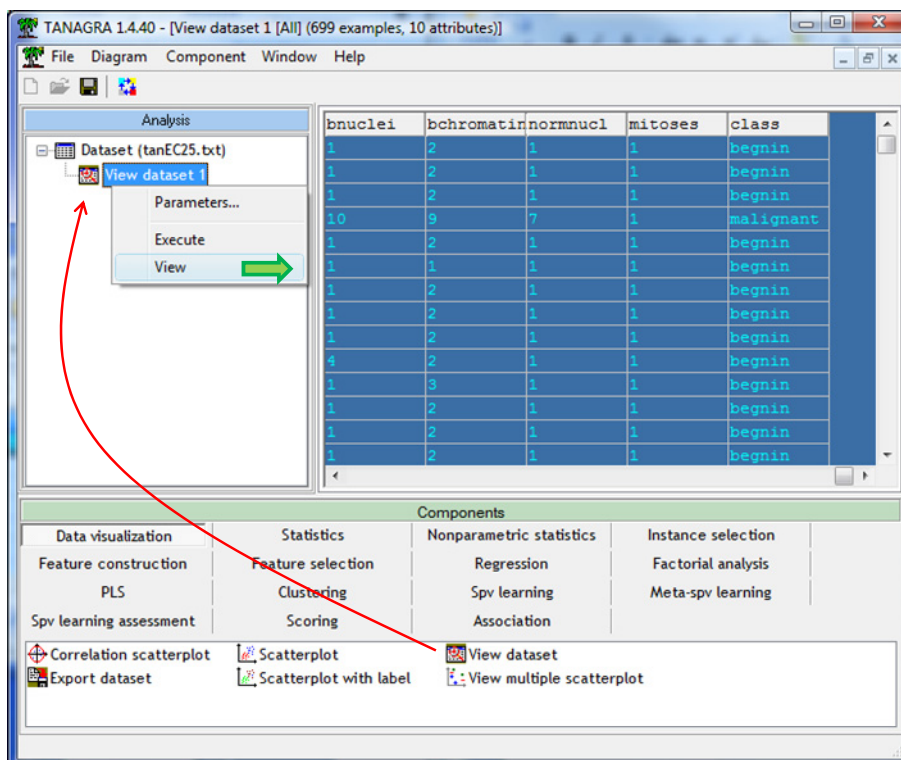 TANAGRA 1.4.40 - [View dataset 1 [All] (699 examples, 10 attributes)]
File Diagram Component Window Help
Analysis
Dataset (tanEC25.txt)
View dataset 1
Parameters...
Execute
View
bnuclei bchromatin normnucl mitoses class
1 2 1 1 begnin
1 2 1 1 begnin
1 2 1 1 begnin
10 9 7 1 malignant
1 2 1 1 begnin
1 1 1 1 begnin
1 2 1 1 begnin
1 2 1 1 begnin
1 2 1 1 begnin
4 2 1 1 begnin
1 3 1 1 begnin
1 2 1 1 begnin
1 2 1 1 begnin
1 2 1 1 begnin
Components
Data visualization Statistics Nonparametric statistics Instance selection
Feature construction Feature selection Regression Factorial analysis
PLS Clustering Spv learning Meta-spv learning
Spv learning assessment Scoring Association
Correlation scatterplot Scatterplot View dataset
Export dataset Scatterplot with label View multiple scatterplot